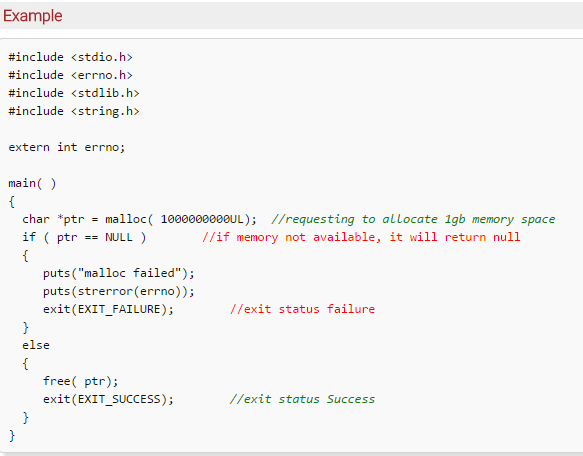 Example
#include <stdio.h>
#include <errno.h>
#include <stdlib.h>
#include <string.h>
extern int errno;
main( )
{
char *ptr = malloc( 1000000000UL);  //requesting to allocate 1gb memory space
if ( ptr == NULL )        //if memory not available, it will return null
{
puts("malloc failed");
puts(strerror(errno));
exit(EXIT_FAILURE);        //exit status failure
}
else
{
free( ptr);
exit(EXIT_SUCCESS);        //exit status Success
}
}